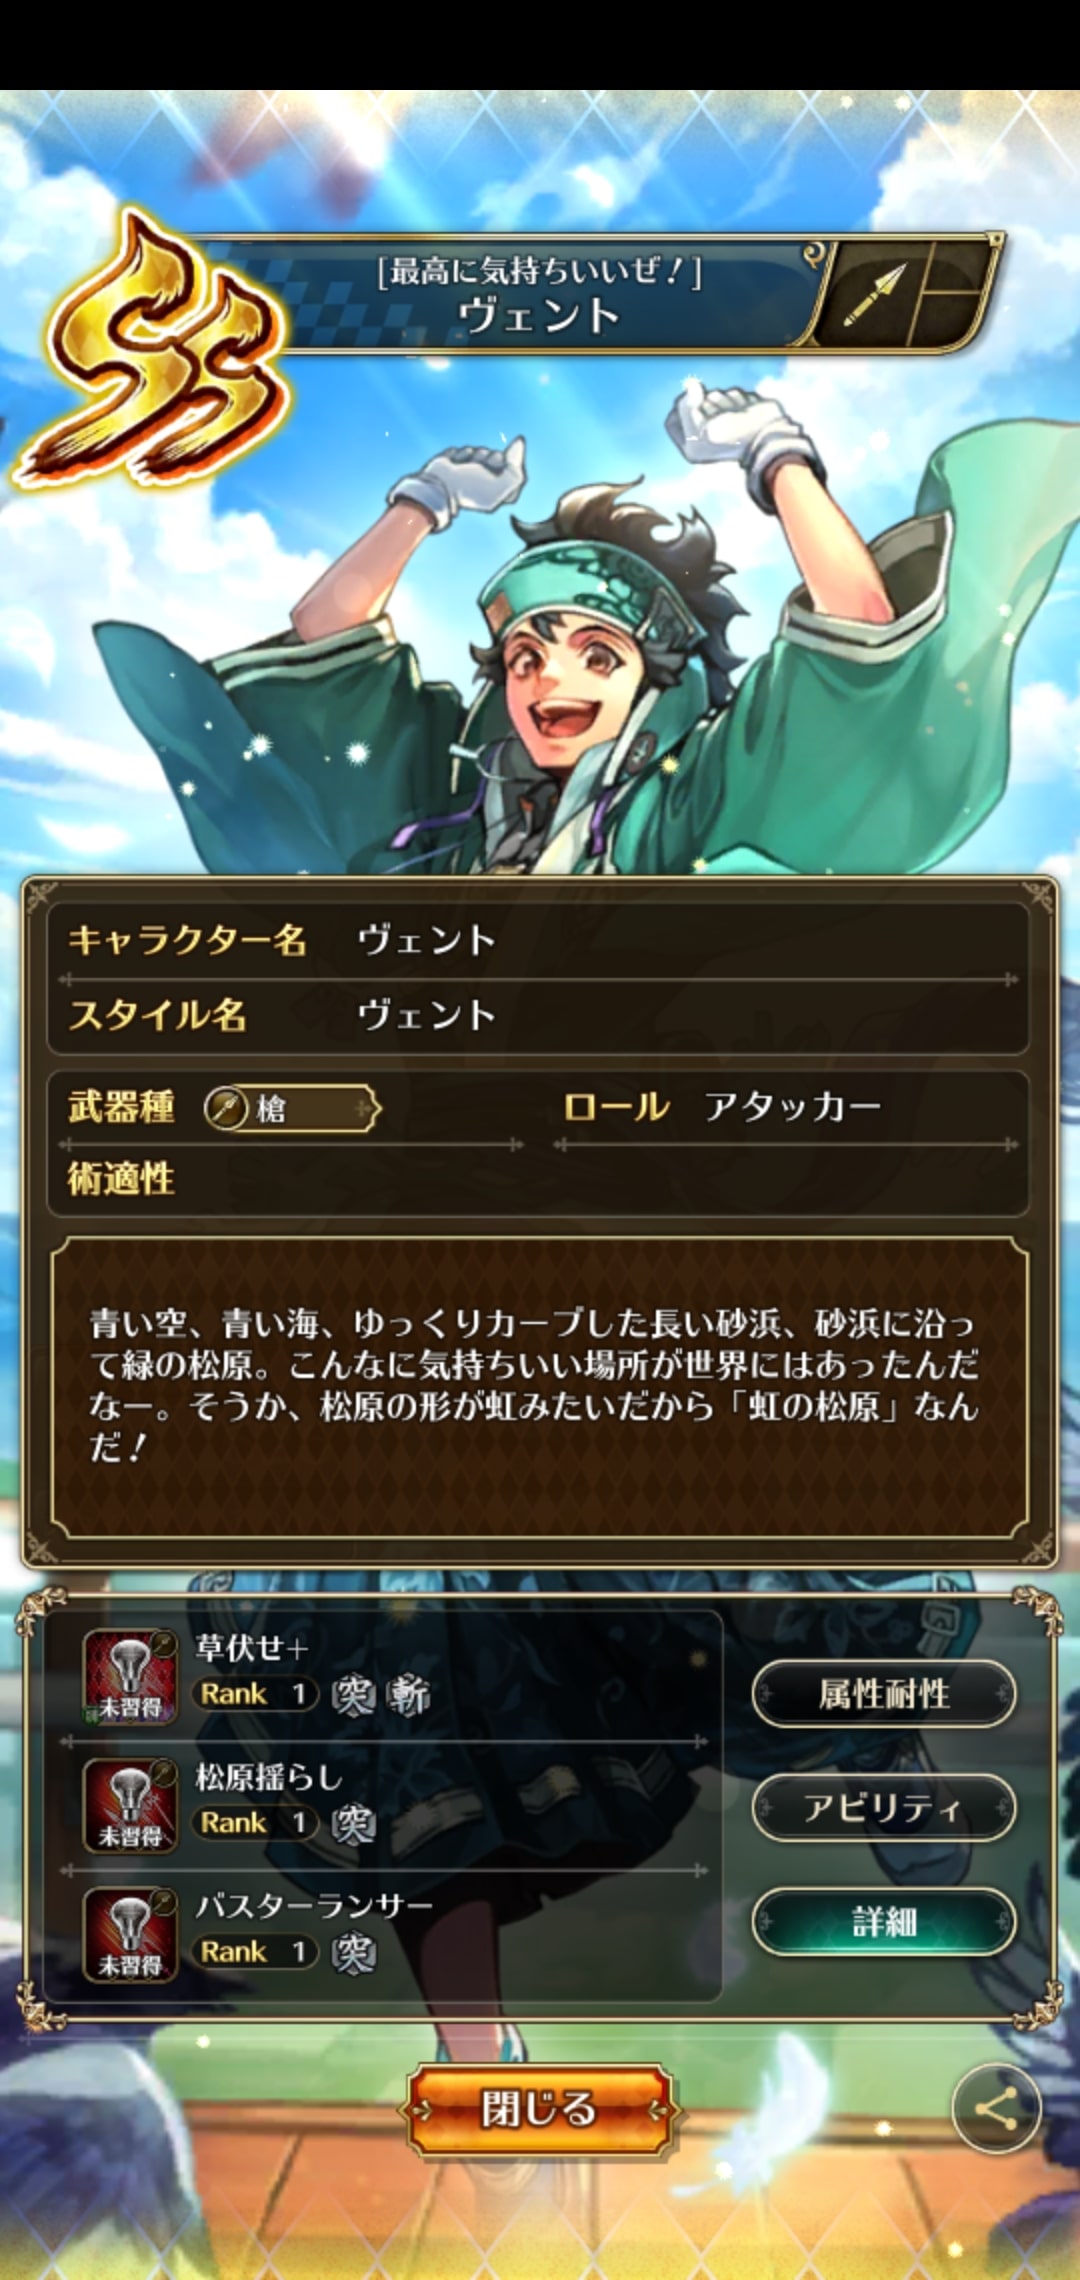 SS
[最高に気持ちいいぜ！]
ヴェント
キャラクター名 ヴェント
スタイル名 ヴェント
武器種 槍 ロール アタッカー
術適性
青い空、青い海、ゆっくりカーブした長い砂浜、砂浜に沿っ
て緑の松原。こんなに気持ちいい場所が世界にはあったんだ
なー。そうか、松原の形が虹みたいだから「虹の松原」なん
だ！
未習得 草伏せ+
Rank 1 突 斬
属性耐性
未習得 松原揺らし
Rank 1 突
アビリティ
未習得 バスターランサー
Rank 1 突
詳細
閉じる